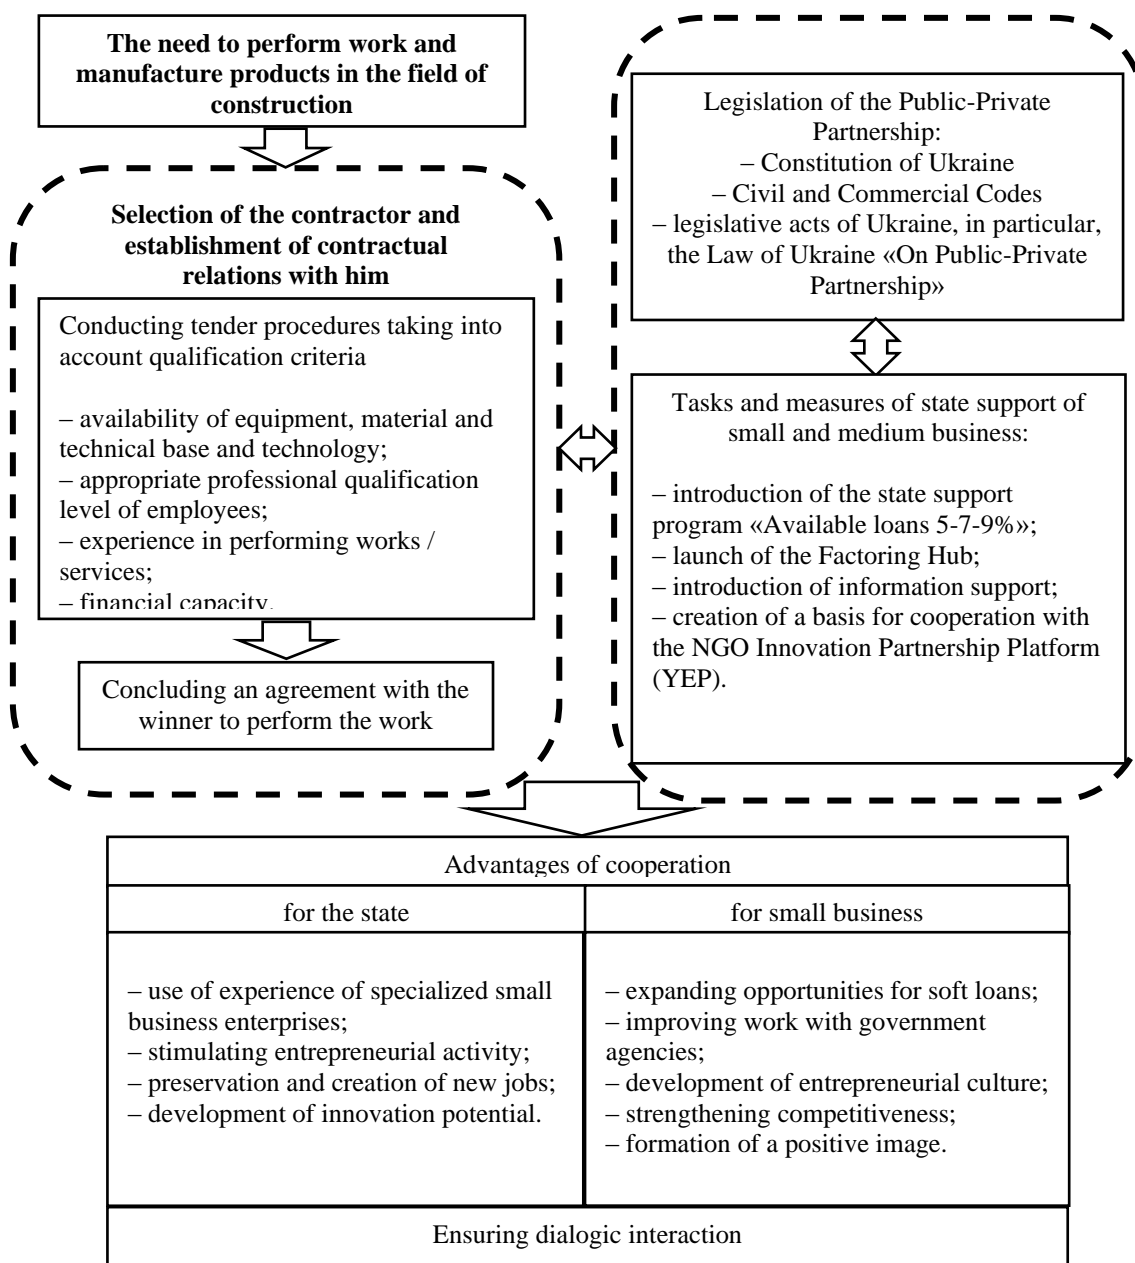 The need to perform work and
manufacture products in the field of
construction
Selection of the contractor and
establishment of contractual
relations with him
Conducting tender procedures taking into
account qualification criteria
– availability of equipment, material and
technical base and technology;
– appropriate professional qualification
level of employees;
– experience in performing works /
services;
– financial capacity.
Concluding an agreement with the
winner to perform the work
Legislation of the Public-Private
Partnership:
– Constitution of Ukraine
– Civil and Commercial Codes
– legislative acts of Ukraine, in particular,
the Law of Ukraine «On Public-Private
Partnership»
Tasks and measures of state support of
small and medium business:
– introduction of the state support
program «Available loans 5-7-9%»;
– launch of the Factoring Hub;
– introduction of information support;
– creation of a basis for cooperation with
the NGO Innovation Partnership Platform
(YEP).
Advantages of cooperation
for the state
– use of experience of specialized small
business enterprises;
– stimulating entrepreneurial activity;
– preservation and creation of new jobs;
– development of innovation potential.
for small business
– expanding opportunities for soft loans;
– improving work with government
agencies;
– development of entrepreneurial culture;
– strengthening competitiveness;
– formation of a positive image.
Ensuring dialogic interaction